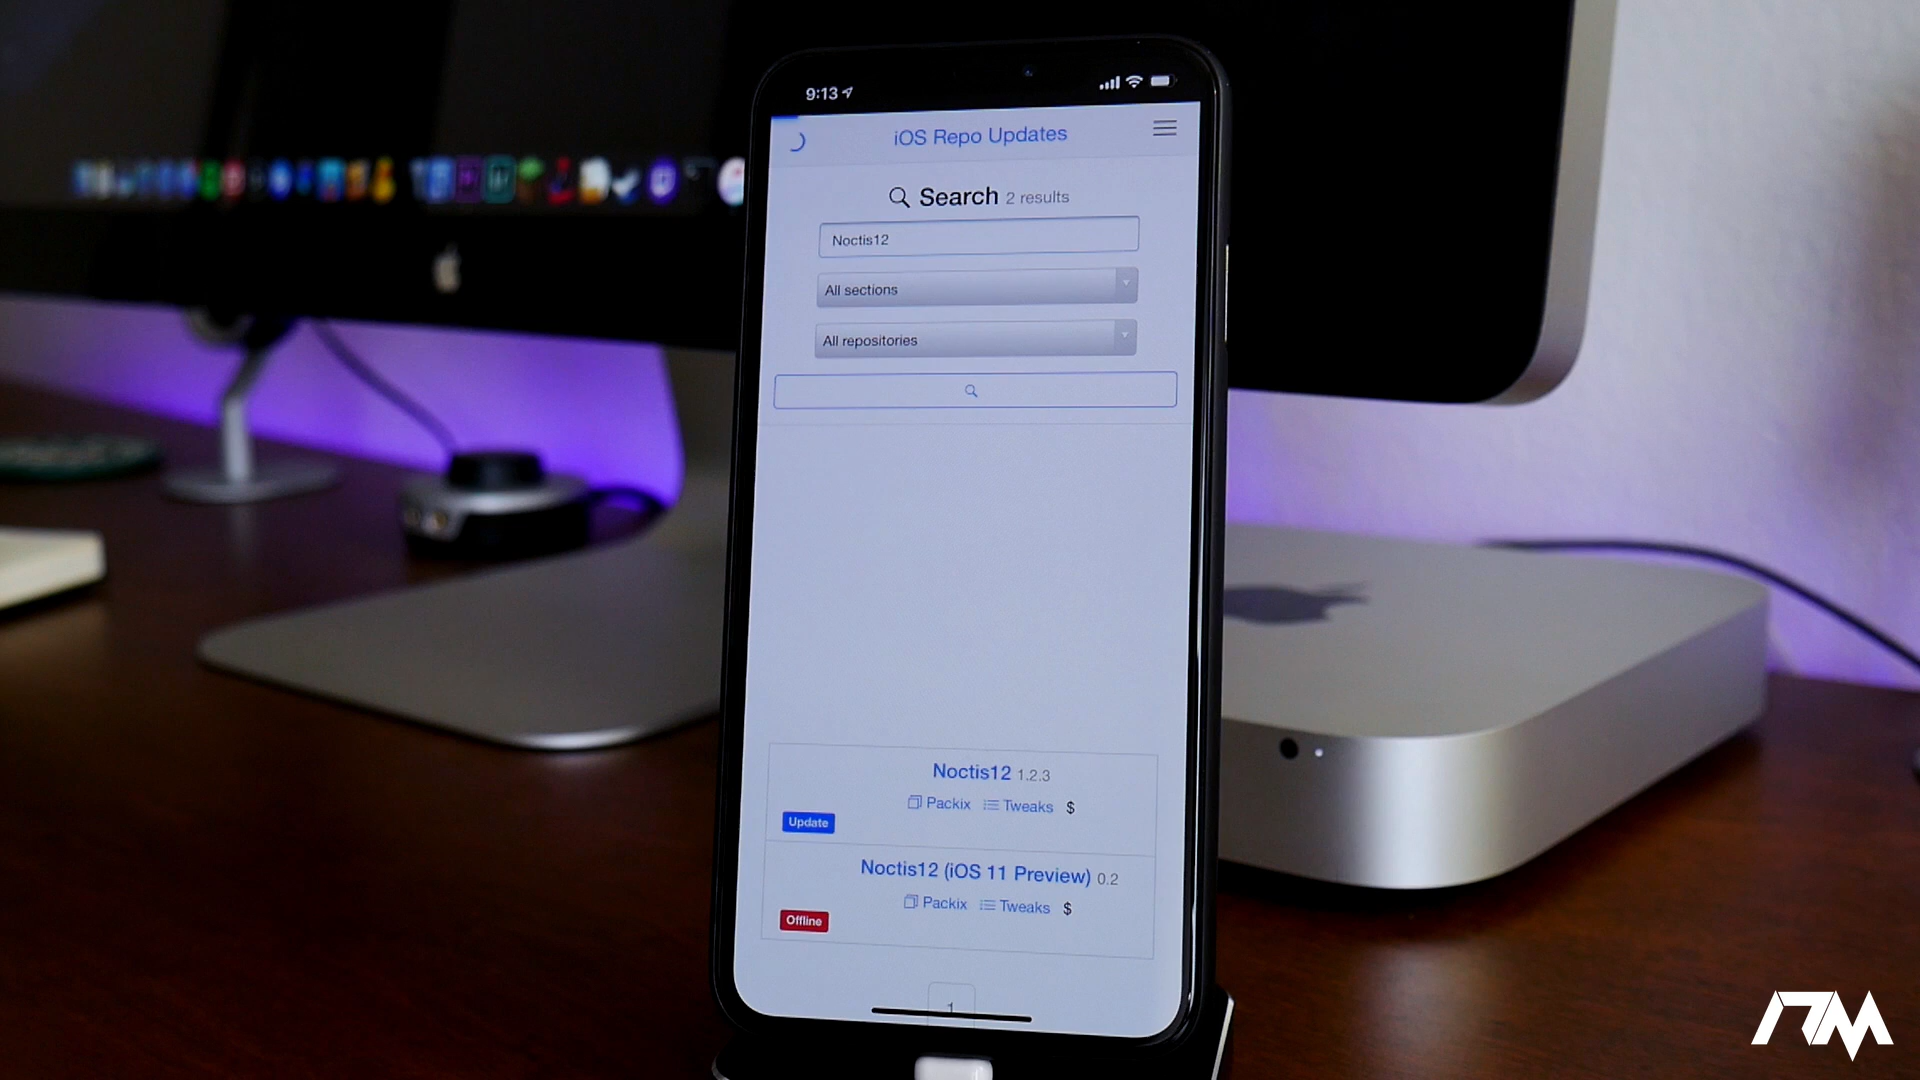 9:13
iOS Repo Updates
Search 2 results
Noctis12
All sections
All repositories
Noctis12 1.2.3
Packix Tweaks $
Update
Noctis12 (iOS 11 Preview) 0.2
Packix Tweaks $
Offline
1